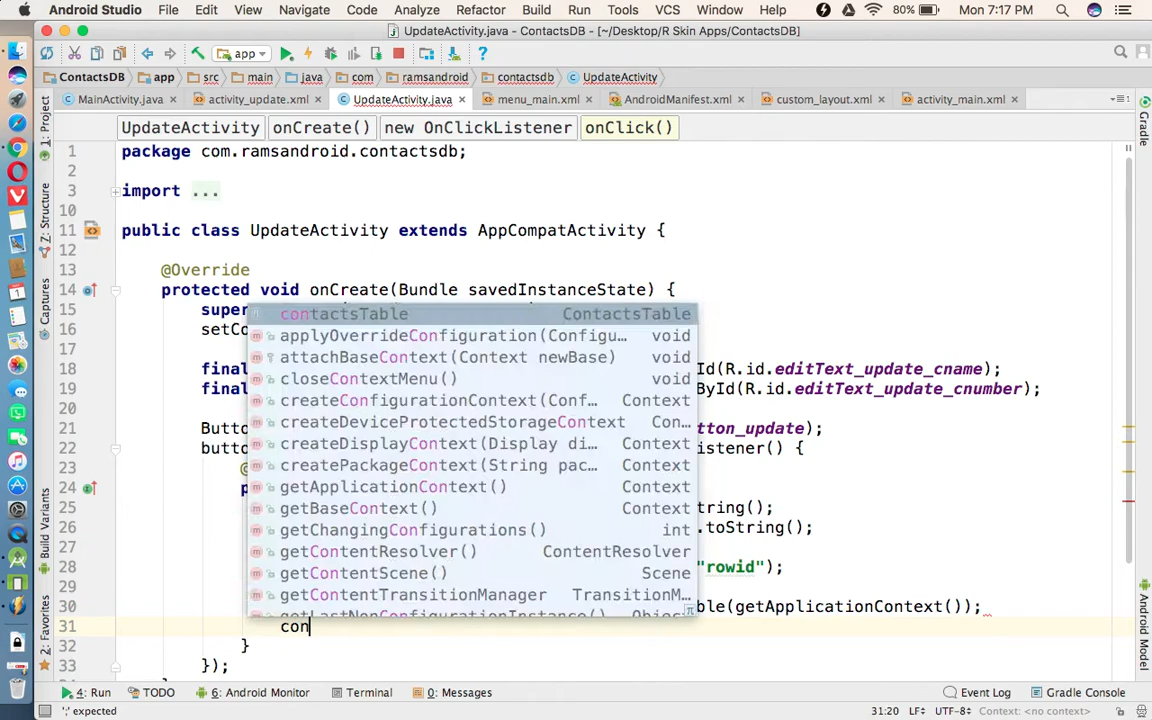 Android Studio File Edit View Navigate Code Analyze Refactor Build Run Tools VCS Window Help 80% Mon 7:17 PM
UpdateActivity.java - ContactsDB - [~/Desktop/R Skin Apps/ContactsDB]
app
ContactsDB app src main java com ramsandroid contactsdb UpdateActivity
MainActivity.java activity_update.xml UpdateActivity.java menu_main.xml AndroidManifest.xml custom_layout.xml activity_main.xml
UpdateActivity onCreate() new OnClickListener onClick()
1 package com.ramsandroid.contactsdb;
2
3 import ...
10
11 public class UpdateActivity extends AppCompatActivity {
12
13 @Override
14 protected void onCreate(Bundle savedInstanceState) {
15 super
16 setCo
17
18 final Id(R.id.editText_update_cname);
19 final ById(R.id.editText_update_cnumber);
20
21 Butto tton_update);
22 butto istener() {
23 @
24 p
25 tring();
26 .toString();
27
28 "rowid");
29
30 ble(getApplicationContext());
31 con
32 }
33 });
contactsTable ContactsTable
applyOverrideConfiguration(Configu... void
attachBaseContext(Context newBase) void
closeContextMenu() void
createConfigurationContext(Conf... Context
createDeviceProtectedStorageContext Con...
createDisplayContext(Display di... Context
createPackageContext(String pac... Context
getApplicationContext() Context
getBaseContext() Context
getChangingConfigurations() int
getContentResolver() ContentResolver
getContentScene() Scene
getContentTransitionManager TransitionM...
getLastNonConfigurationInstance() Objec
1: Project
7: Structure
Captures
Build Variants
2: Favorites
Gradle
Android Model
4: Run TODO 6: Android Monitor Terminal 0: Messages Event Log Gradle Console
';' expected 31:20 LF÷ UTF-8÷ Context: <no context>